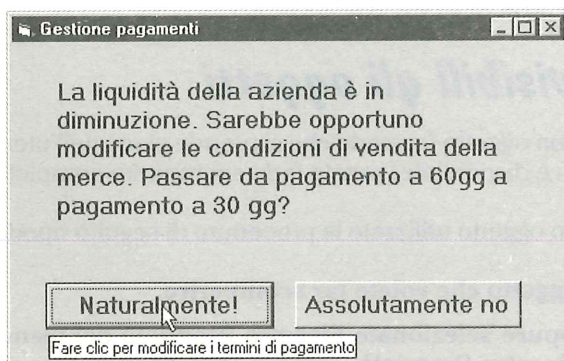 Gestione pagamenti
La liquidità della azienda è in
diminuzione. Sarebbe opportuno
modificare le condizioni di vendita della
merce. Passare da pagamento a 60gg a
pagamento a 30 gg?
Naturalmente!
Assolutamente no
Fare clic per modificare i termini di pagamento